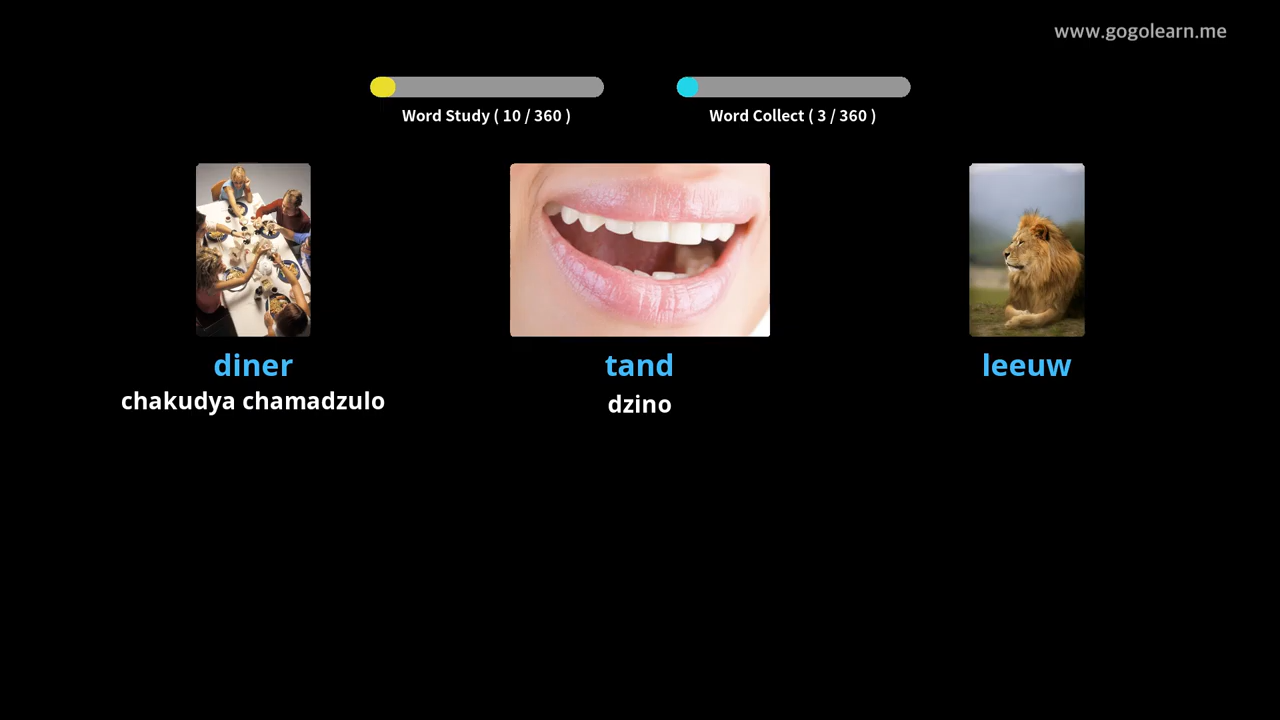 www.gogolearn.me
Word Study ( 10 / 360 )
Word Collect ( 3 / 360 )
diner
tand
leeuw
chakudya chamadzulo
dzino